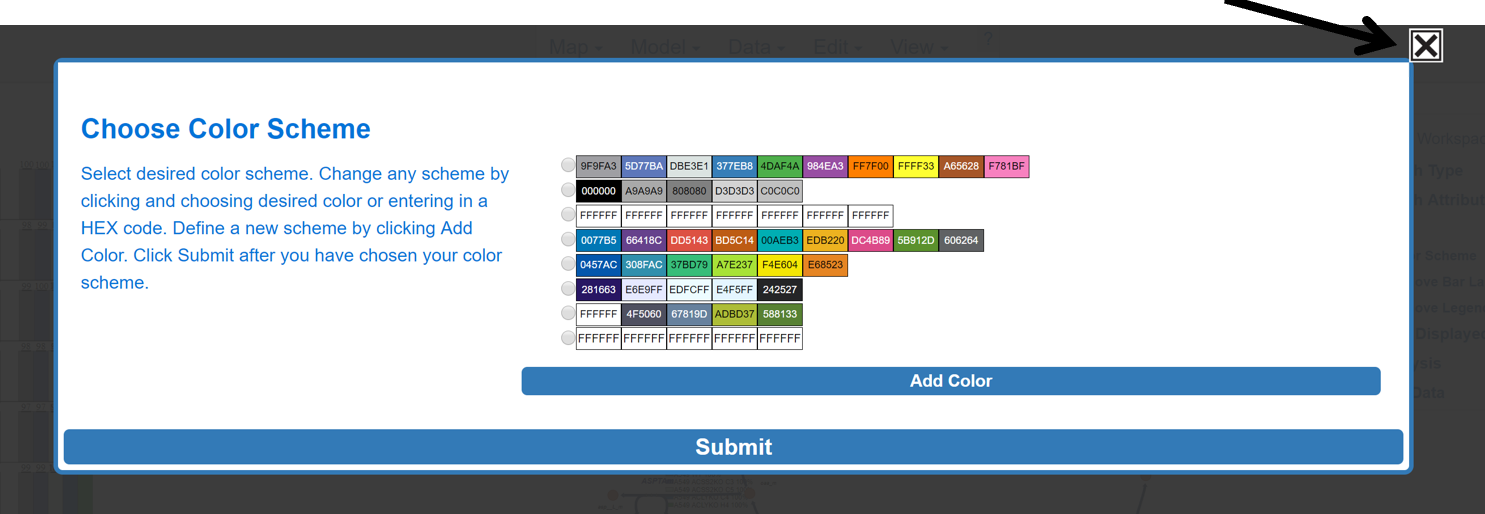 Map Model Data Edit View ?
Choose Color Scheme
Select desired color scheme. Change any scheme by
clicking and choosing desired color or entering in a
HEX code. Define a new scheme by clicking Add
Color. Click Submit after you have chosen your color
scheme.
9F9FA3 5D77BA DBE3E1 377EB8 4DAF4A 984EA3 FF7F00 FFFF33 A65628 F781BF
000000 A9A9A9 808080 D3D3D3 C0C0C0
FFFFFF FFFFFF FFFFFF FFFFFF FFFFFF FFFFFF FFFFFF
0077B5 66418C DD5143 BD5C14 00AEB3 EDB220 DC4B89 5B912D 606264
0457AC 308FAC 37BD79 A7E237 F4E604 E68523
281663 E6E9FF EDFCFF E4F5FF 242527
FFFFFF 4F5060 67819D ADBD37 588133
FFFFFF FFFFFF FFFFFF FFFFFF FFFFFF
Add Color
Submit
Workspac
h Type
h Attribut
r Scheme
ove Bar La
ove Legen
Displaye
ysis
Data